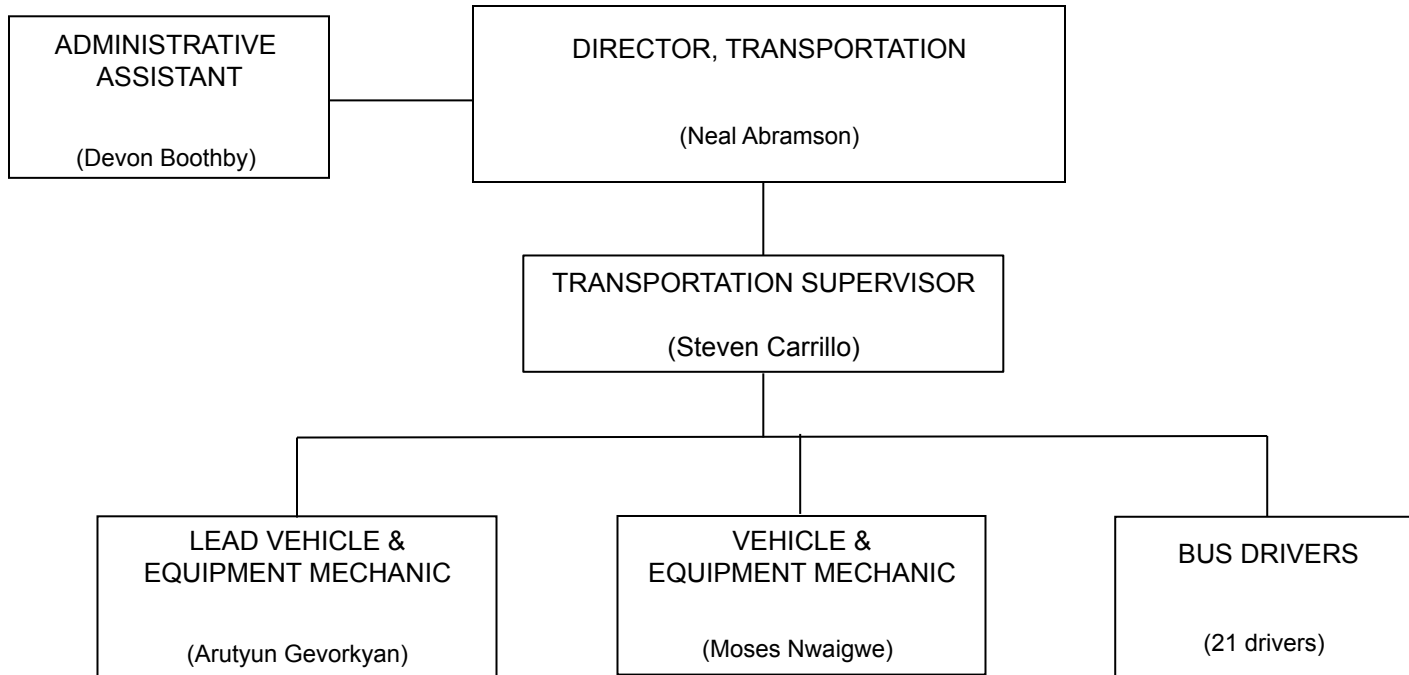 ADMINISTRATIVE
ASSISTANT
(Devon Boothby)
DIRECTOR, TRANSPORTATION
(Neal Abramson)
TRANSPORTATION SUPERVISOR
(Steven Carrillo)
LEAD VEHICLE &
EQUIPMENT MECHANIC
(Arutyun Gevorkyan)
VEHICLE &
EQUIPMENT MECHANIC
(Moses Nwaigwe)
BUS DRIVERS
(21 drivers)